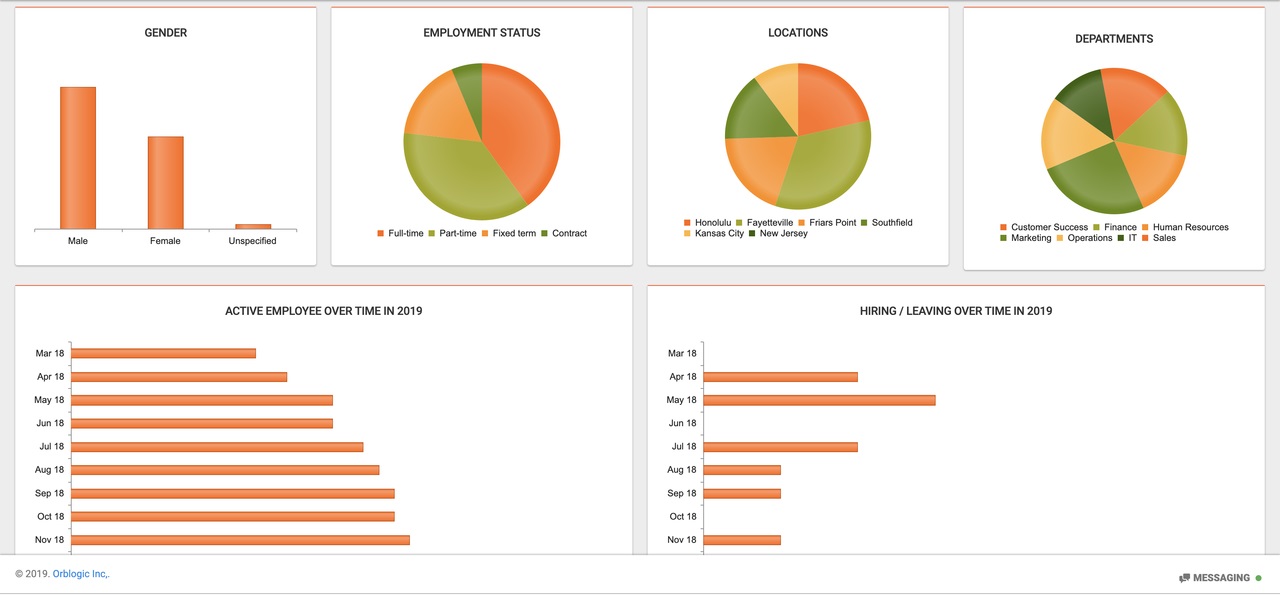 GENDER
Male Female Unspecified
EMPLOYMENT STATUS
Full-time Part-time Fixed term Contract
LOCATIONS
Honolulu Fayetteville Friars Point Southfield
Kansas City New Jersey
DEPARTMENTS
Customer Success Finance Human Resources
Marketing Operations IT Sales
ACTIVE EMPLOYEE OVER TIME IN 2019
Mar 18
Apr 18
May 18
Jun 18
Jul 18
Aug 18
Sep 18
Oct 18
Nov 18
HIRING / LEAVING OVER TIME IN 2019
Mar 18
Apr 18
May 18
Jun 18
Jul 18
Aug 18
Sep 18
Oct 18
Nov 18
© 2019. Orblogic Inc,.
MESSAGING